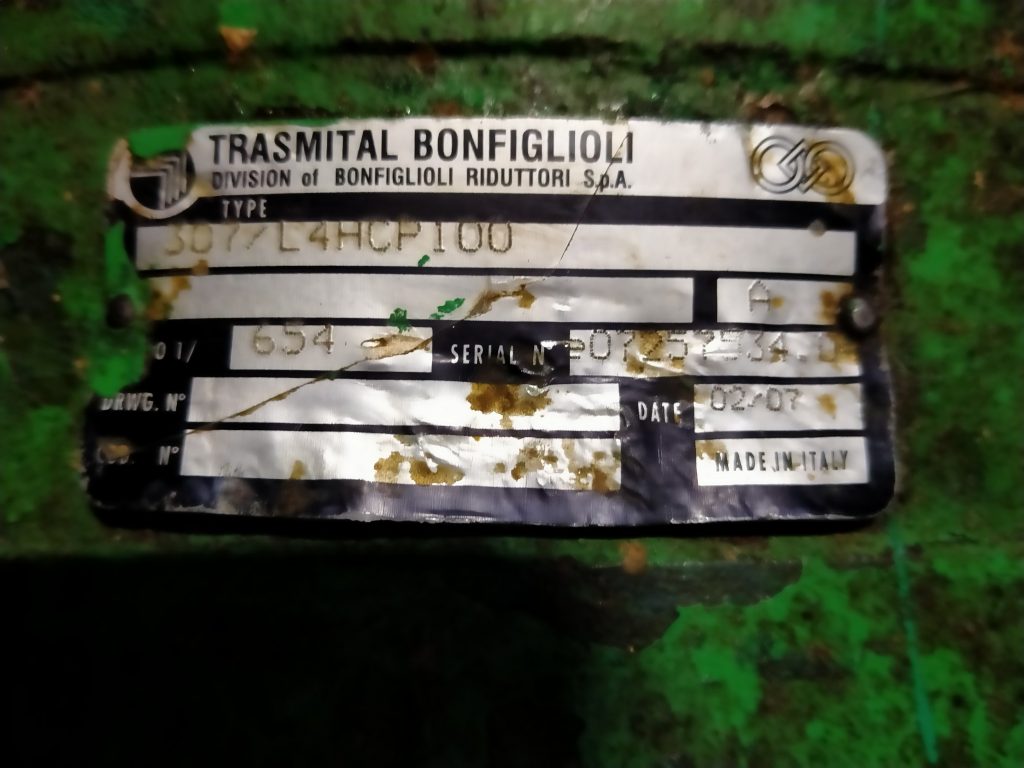 TRASMITAL BONFIGLIOLI
DIVISION of BONFIGLIOLI RIDUTTORI S.p.A.
TYPE
307/L4HCP100
A
654 SERIAL N°
DRWG. N° DATE 02/07
N° MADE IN ITALY